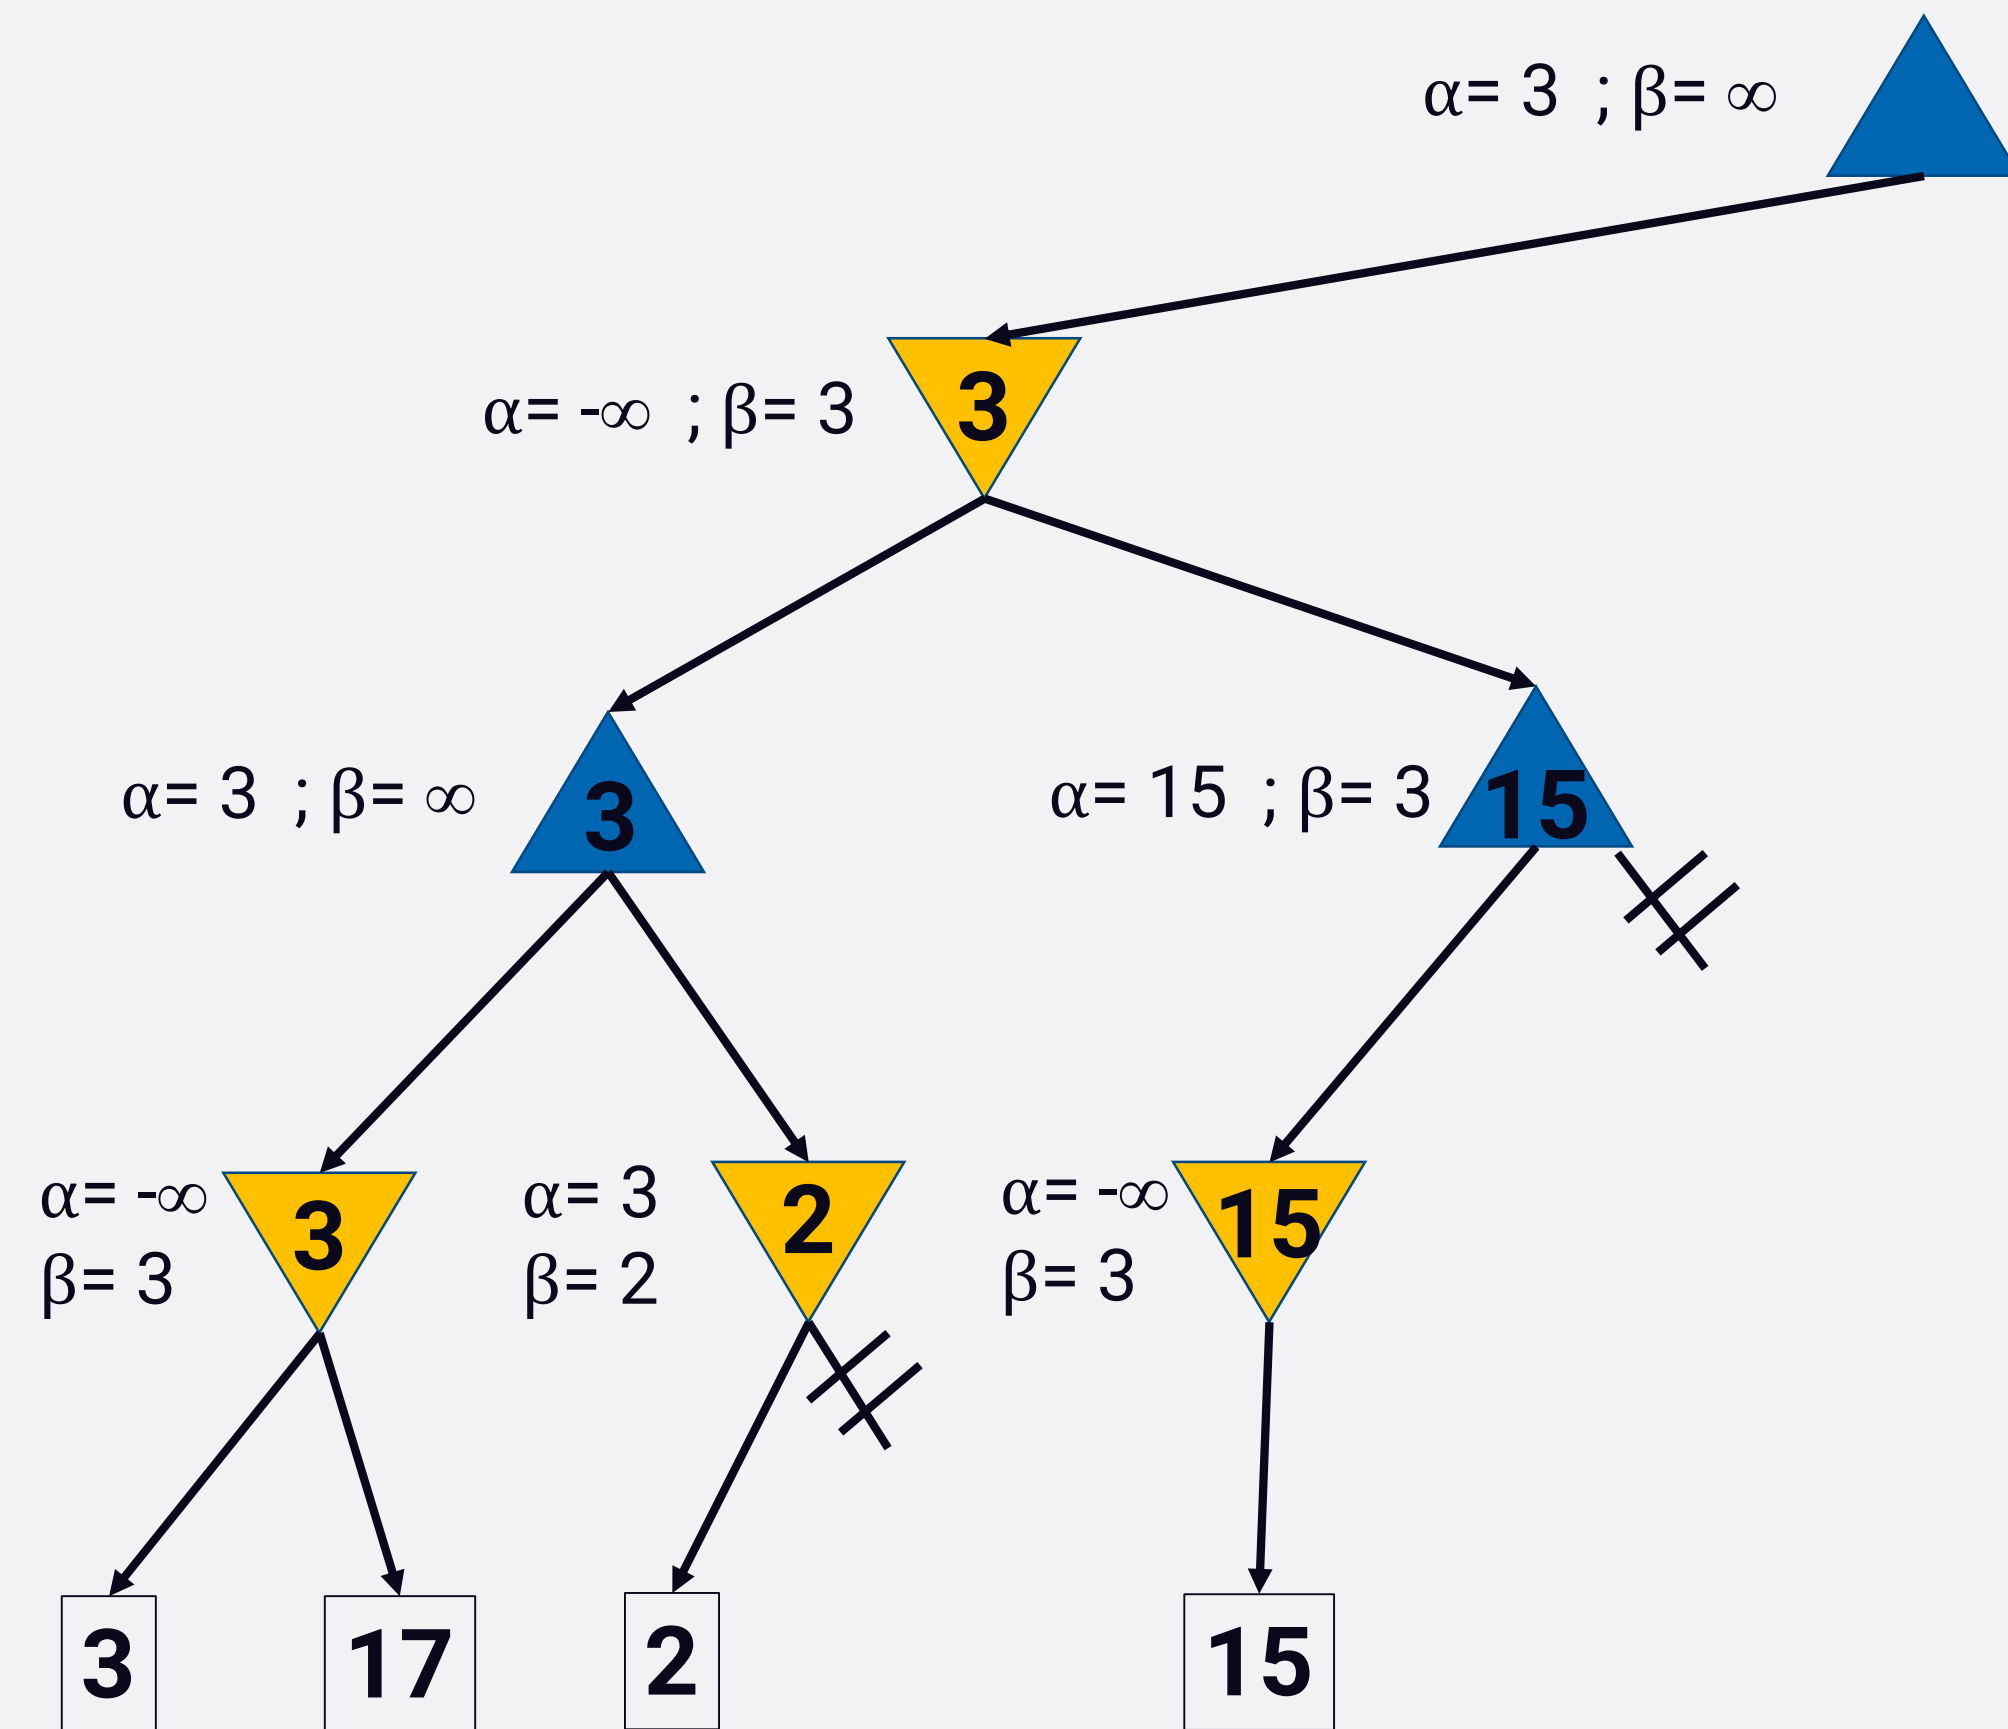 α= 3 ; β= ∞
α= -∞ ; β= 3
3
α= 3 ; β= ∞
3
α= 15 ; β= 3
15
α= -∞
β= 3
3
α= 3
β= 2
2
α= -∞
β= 3
15
3
17
2
15